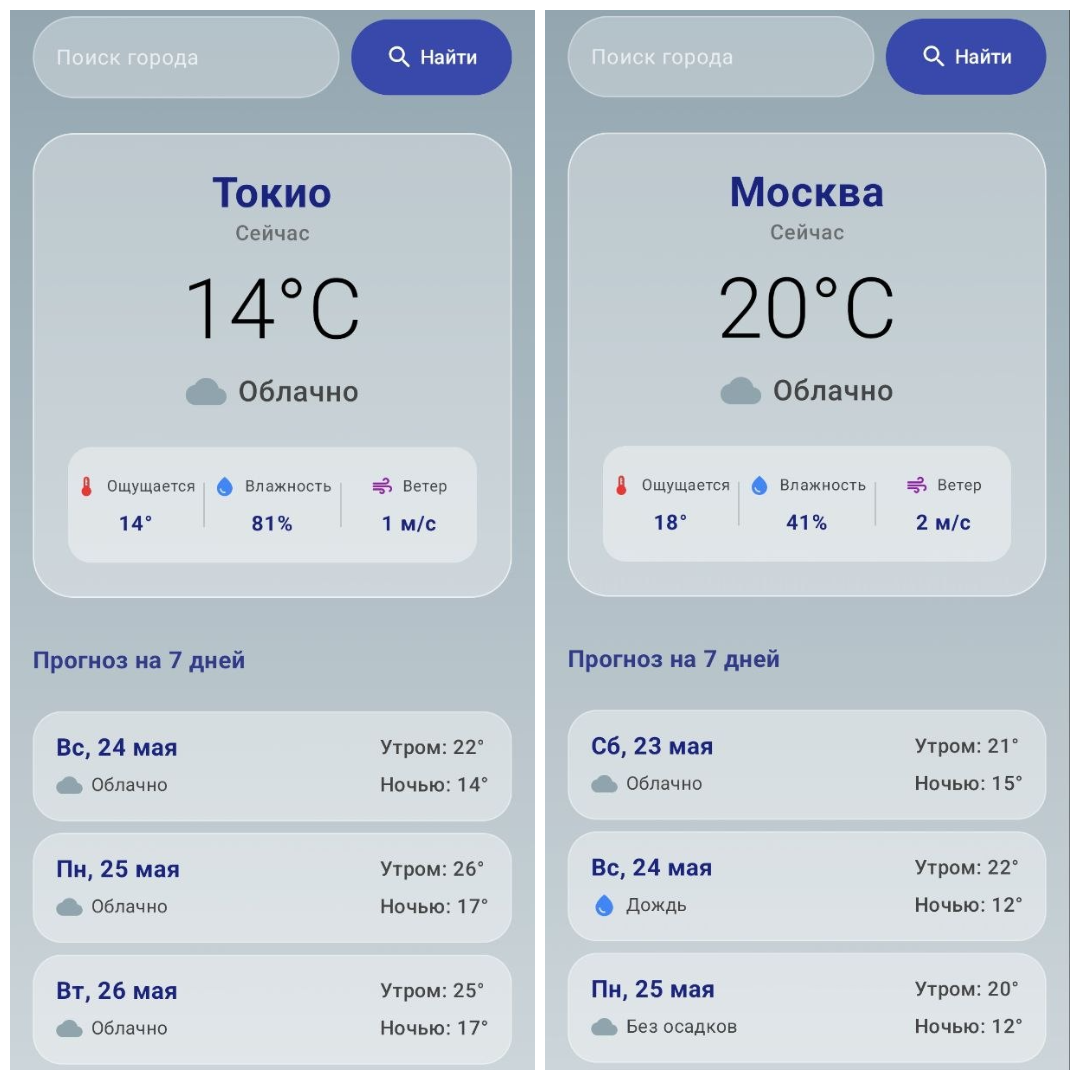 Поиск города
Найти
Токио
Сейчас
14°C
Облачно
Ощущается Влажность Ветер
14° 81% 1 м/с
Прогноз на 7 дней
Вс, 24 мая Утром: 22°
Облачно Ночью: 14°
Пн, 25 мая Утром: 26°
Облачно Ночью: 17°
Вт, 26 мая Утром: 25°
Облачно Ночью: 17°
Поиск города
Найти
Москва
Сейчас
20°C
Облачно
Ощущается Влажность Ветер
18° 41% 2 м/с
Прогноз на 7 дней
Сб, 23 мая Утром: 21°
Облачно Ночью: 15°
Вс, 24 мая Утром: 22°
Дождь Ночью: 12°
Пн, 25 мая Утром: 20°
Без осадков Ночью: 12°